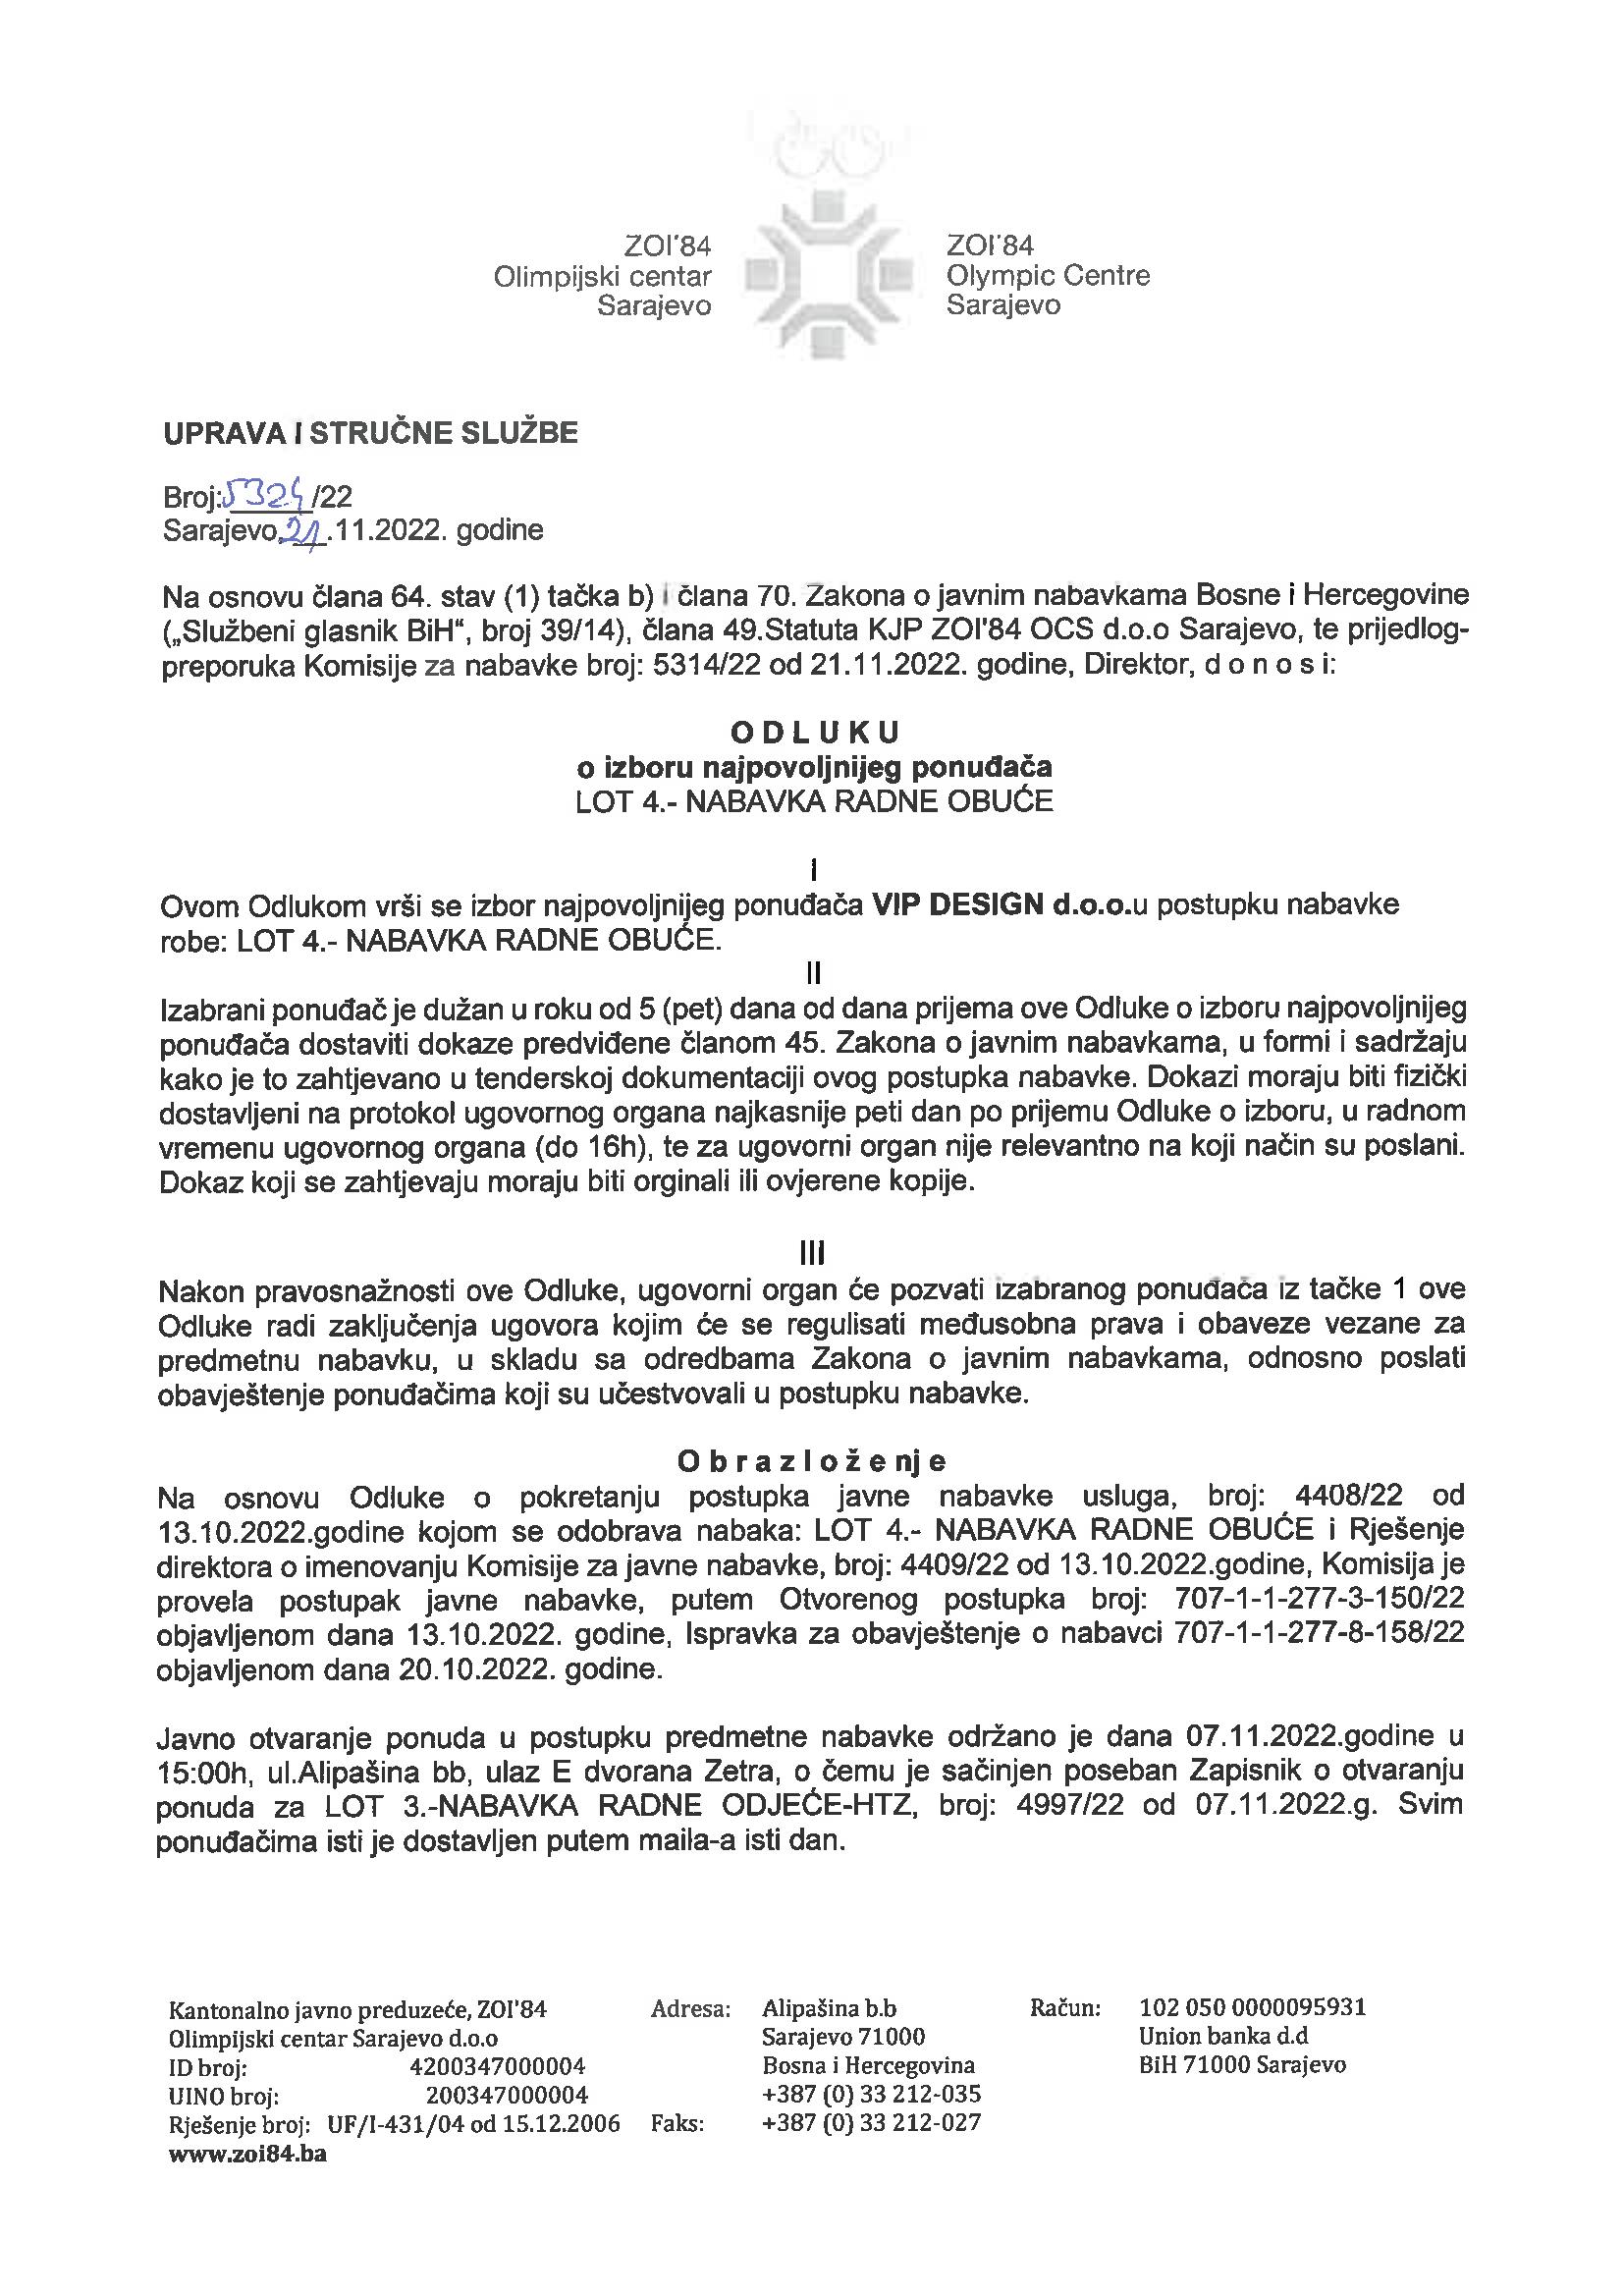 ZOI'84
Olimpijski centar
Sarajevo
ZOI'84
Olympic Centre
Sarajevo
UPRAVA I STRUČNE SLUŽBE
Broj: /22
Sarajevo, 21.11.2022. godine
Na osnovu člana 64. stav (1) tačka b) i člana 70. Zakona o javnim nabavkama Bosne i Hercegovine
(„Službeni glasnik BiH“, broj 39/14), člana 49.Statuta KJP ZOI'84 OCS d.o.o Sarajevo, te prijedlog-
preporuka Komisije za nabavke broj: 5314/22 od 21.11.2022. godine, Direktor, d o n o s i:
O D L U K U
o izboru najpovoljnijeg ponuđača
LOT 4.- NABAVKA RADNE OBUĆE
I
Ovom Odlukom vrši se izbor najpovoljnijeg ponuđača VIP DESIGN d.o.o.u postupku nabavke
robe: LOT 4.- NABAVKA RADNE OBUĆE.
II
Izabrani ponuđač je dužan u roku od 5 (pet) dana od dana prijema ove Odluke o izboru najpovoljnijeg
ponuđača dostaviti dokaze predviđene članom 45. Zakona o javnim nabavkama, u formi i sadržaju
kako je to zahtjevano u tenderskoj dokumentaciji ovog postupka nabavke. Dokazi moraju biti fizički
dostavljeni na protokol ugovornog organa najkasnije peti dan po prijemu Odluke o izboru, u radnom
vremenu ugovornog organa (do 16h), te za ugovorni organ nije relevantno na koji način su poslani.
Dokaz koji se zahtjevaju moraju biti orginali ili ovjerene kopije.
III
Nakon pravosnažnosti ove Odluke, ugovorni organ će pozvati izabranog ponuđača iz tačke 1 ove
Odluke radi zaključenja ugovora kojim će se regulisati međusobna prava i obaveze vezane za
predmetnu nabavku, u skladu sa odredbama Zakona o javnim nabavkama, odnosno poslati
obavještenje ponuđačima koji su učestvovali u postupku nabavke.
O b r a z l o ž e nj e
Na osnovu Odluke o pokretanju postupka javne nabavke usluga, broj: 4408/22 od
13.10.2022.godine kojom se odobrava nabaka: LOT 4.- NABAVKA RADNE OBUĆE i Rješenje
direktora o imenovanju Komisije za javne nabavke, broj: 4409/22 od 13.10.2022.godine, Komisija je
provela postupak javne nabavke, putem Otvorenog postupka broj: 707-1-1-277-3-150/22
objavljenom dana 13.10.2022. godine, Ispravka za obavještenje o nabavci 707-1-1-277-8-158/22
objavljenom dana 20.10.2022. godine.
Javno otvaranje ponuda u postupku predmetne nabavke održano je dana 07.11.2022.godine u
15:00h, ul.Alipašina bb, ulaz E dvorana Zetra, o čemu je sačinjen poseban Zapisnik o otvaranju
ponuda za LOT 3.-NABAVKA RADNE ODJEĆE-HTZ, broj: 4997/22 od 07.11.2022.g. Svim
ponuđačima isti je dostavljen putem maila-a isti dan.
Kantonalno javno preduzeće, ZOI'84 Adresa: Alipašina b.b Račun: 102 050 0000095931
Olimpijski centar Sarajevo d.o.o Sarajevo 71000 Union banka d.d
ID broj: 4200347000004 Bosna i Hercegovina BiH 71000 Sarajevo
UINO broj: 200347000004 +387 (0) 33 212-035
Rješenje broj: UF/I-431/04 od 15.12.2006 Faks: +387 (0) 33 212-027
www.zoi84.ba